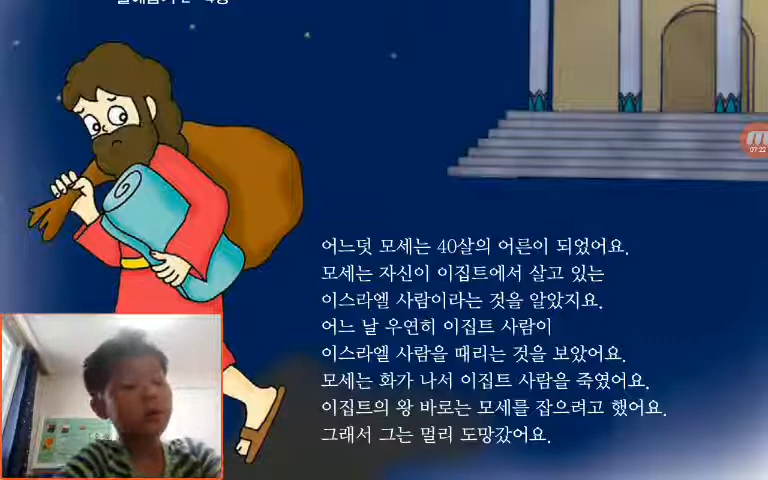 어느덧 모세는 40살의 어른이 되었어요.
모세는 자신이 이집트에서 살고 있는
이스라엘 사람이라는 것을 알았지요.
어느 날 우연히 이집트 사람이
이스라엘 사람을 때리는 것을 보았어요.
모세는 화가 나서 이집트 사람을 죽였어요.
이집트의 왕 바로는 모세를 잡으려고 했어요.
그래서 그는 멀리 도망갔어요.
07:22